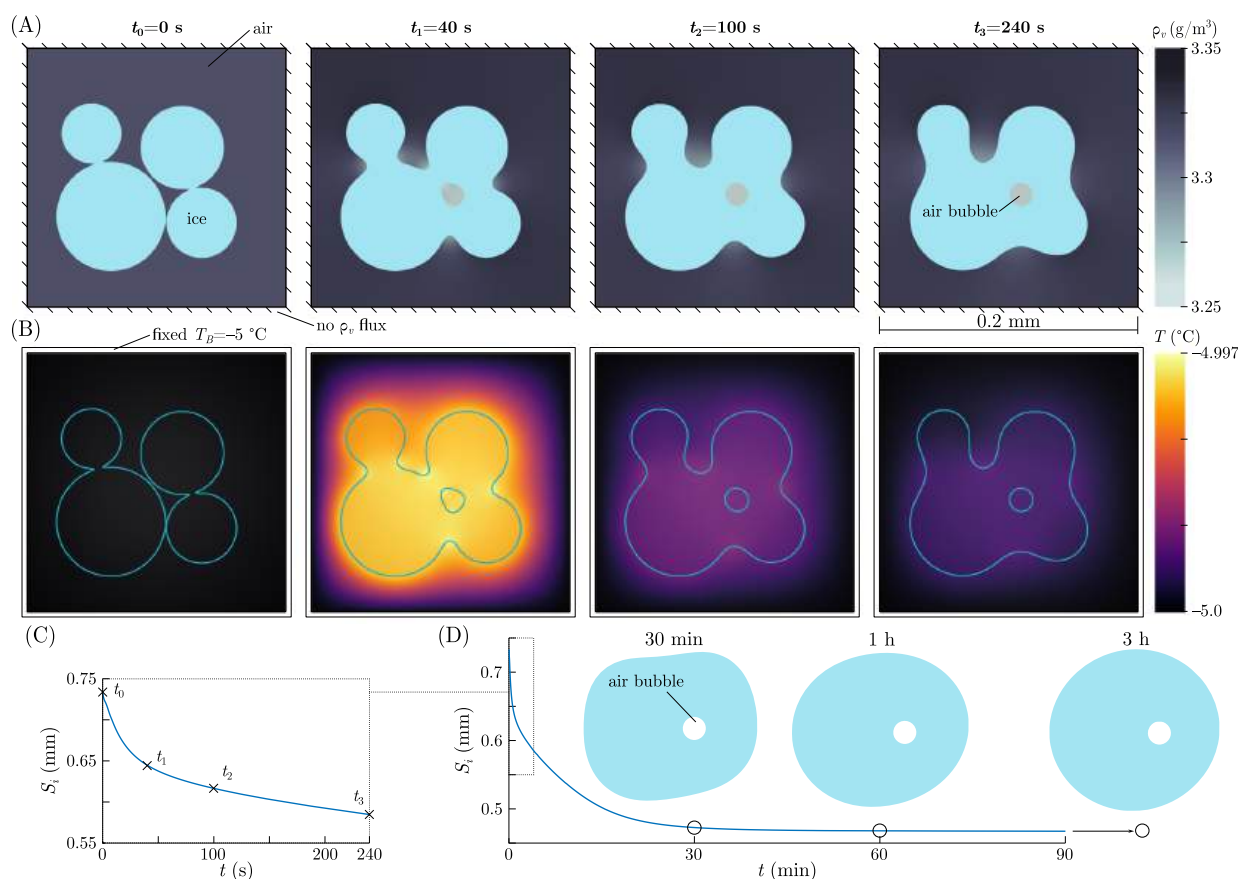 (A)
t₀=0 s
t₁=40 s
t₂=100 s
t₃=240 s
air
ρᵥ (g/m³)
3.35
3.3
3.25
ice
air bubble
no ρᵥ flux
0.2 mm
(B)
fixed T_B=–5 °C
T (°C)
–4.997
–5.0
(C)
0.75
0.65
0.55
Sᵢ (mm)
t₀
t₁
t₂
t₃
0
100
200
240
t (s)
(D)
30 min
1 h
3 h
air bubble
0.7
0.6
0.5
Sᵢ (mm)
0
30
60
90
t (min)